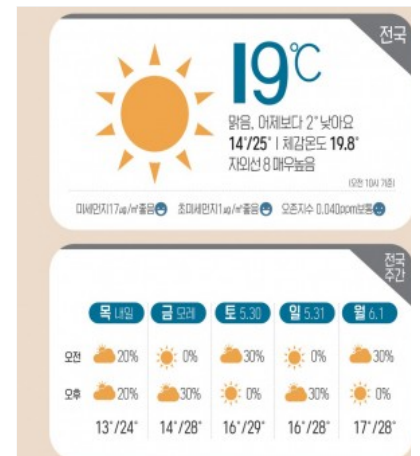 전국
19℃
맑음, 어제보다 2˚ 낮아요
14˚/25˚ | 체감온도 19.8˚
자외선 8 매우높음
(오전 10시 기준)
미세먼지17㎍/㎥좋음 초미세먼지1㎍/㎥좋음 오존지수 0.040ppm보통
전국
주간
목 내일 금 모레 토 5.30 일 5.31 월 6.1
오전 20% 0% 30% 0% 30%
오후 20% 30% 0% 30% 0%
13˚/24˚ 14˚/28˚ 16˚/29˚ 16˚/28˚ 17˚/28˚